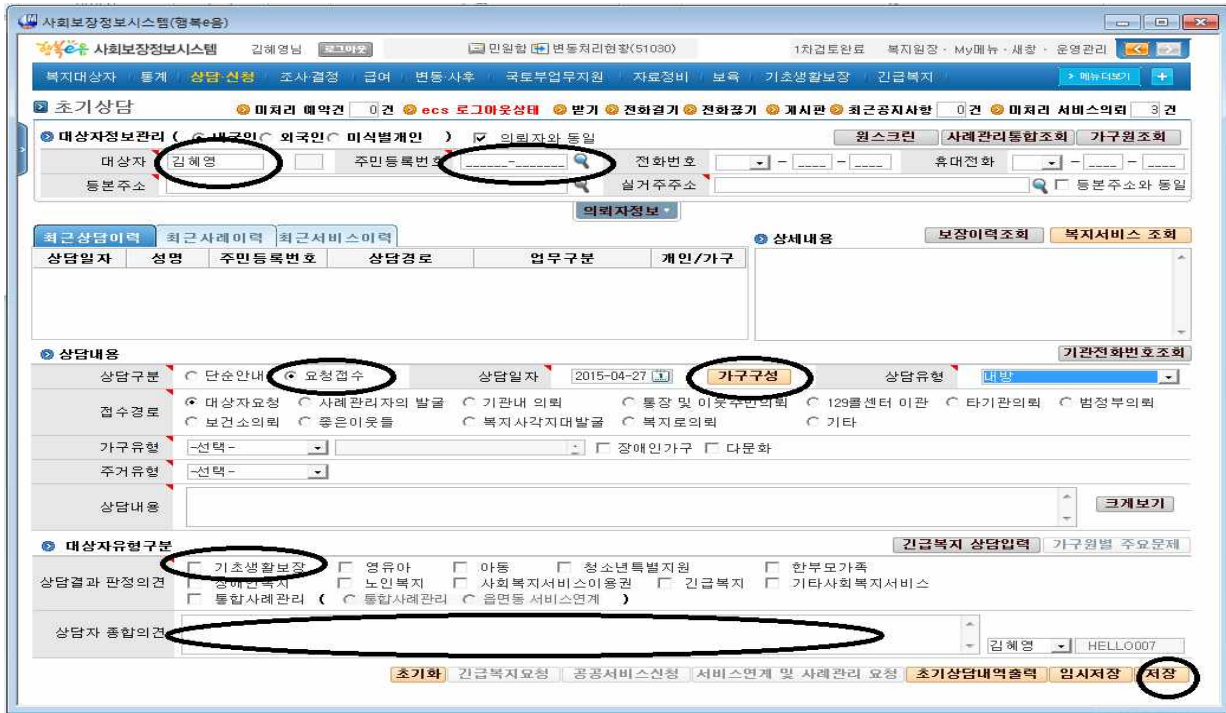 사회보장정보시스템(행복e음)
행복e음 사회보장정보시스템 김혜영님 로그아웃 민원함 변동처리현황(51030) 1차검토완료 복지원장 · My메뉴 · 새창 · 운영관리
복지대상자 통계 상담·신청 조사·결정 급여 변동·사후 국토부업무지원 자료정비 보육 기초생활보장 긴급복지 > 메뉴더보기 +
초기상담 미처리 예약건 0 건 ecs 로그아웃상태 받기 전화걸기 전화끊기 게시판 최근공지사항 0 건 미처리 서비스의뢰 3 건
대상자정보관리 ( 내국인 외국인 미식별개인 ) 의뢰자와 동일 원스크린 사례관리통합조회 가구원조회
대상자 김혜영 주민등록번호 ______-_______ 전화번호 - ____ - ____ 휴대전화 - ____ - ____
등본주소 실거주주소 등본주소와 동일
의뢰자정보
최근상담이력 최근사례이력 최근서비스이력 상세내용 보장이력조회 복지서비스 조회
상담일자 성명 주민등록번호 상담경로 업무구분 개인/가구
상담내용 기관전화번호조회
상담구분 단순안내 요청접수 상담일자 2015-04-27 가구구성 상담유형 내방
접수경로 대상자요청 사례관리자의 발굴 기관내 의뢰 통장 및 이웃주민의뢰 129콜센터 이관 타기관의뢰 범정부의뢰
보건소의뢰 좋은이웃들 복지사각지대발굴 복지로의뢰 기타
가구유형 -선택- 장애인가구 다문화
주거유형 -선택-
상담내용 크게보기
대상자유형구분 긴급복지 상담입력 가구원별 주요문제
상담결과 판정의견 기초생활보장 영유아 아동 청소년특별지원 한부모가족
장애인복지 노인복지 사회복지서비스이용권 긴급복지 기타사회복지서비스
통합사례관리 ( 통합사례관리 읍면동 서비스연계 )
상담자 종합의견 김혜영 HELLO007
초기화 긴급복지요청 공공서비스신청 서비스연계 및 사례관리 요청 초기상담내역출력 임시저장 저장